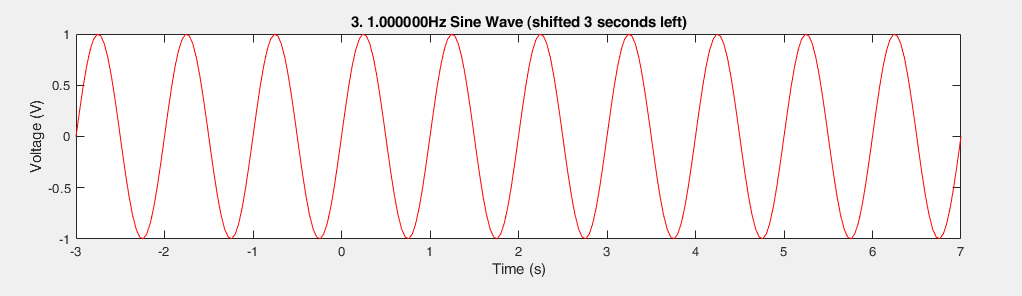 3. 1.000000Hz Sine Wave (shifted 3 seconds left)
1
0.5
0
-0.5
-1
Voltage (V)
-3 -2 -1 0 1 2 3 4 5 6 7
Time (s)